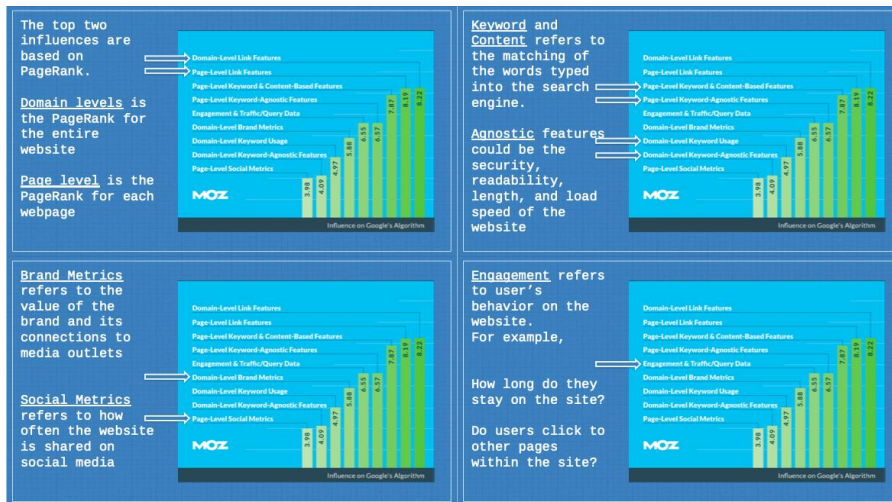 The top two
influences are
based on
PageRank.
Domain levels is
the PageRank for
the entire
website
Page level is the
PageRank for each
webpage
Domain-Level Link Features
Page-Level Link Features
Page-Level Keyword & Content-Based Features
Page-Level Keyword-Agnostic Features
Engagement & Traffic/Query Data
Domain-Level Brand Metrics
Domain-Level Keyword Usage
Domain-Level Keyword-Agnostic Features
Page-Level Social Metrics
3.98
4.09
4.97
5.88
6.55
6.57
7.87
8.19
8.22
MOZ
Influence on Google's Algorithm
Keyword and
Content refers to
the matching of
the words typed
into the search
engine.
Agnostic features
could be the
security,
readability,
length, and load
speed of the
website
Domain-Level Link Features
Page-Level Link Features
Page-Level Keyword & Content-Based Features
Page-Level Keyword-Agnostic Features
Engagement & Traffic/Query Data
Domain-Level Brand Metrics
Domain-Level Keyword Usage
Domain-Level Keyword-Agnostic Features
Page-Level Social Metrics
3.98
4.09
4.97
5.88
6.55
6.57
7.87
8.19
8.22
MOZ
Influence on Google's Algorithm
Brand Metrics
refers to the
value of the
brand and its
connections to
media outlets
Social Metrics
refers to how
often the website
is shared on
social media
Domain-Level Link Features
Page-Level Link Features
Page-Level Keyword & Content-Based Features
Page-Level Keyword-Agnostic Features
Engagement & Traffic/Query Data
Domain-Level Brand Metrics
Domain-Level Keyword Usage
Domain-Level Keyword-Agnostic Features
Page-Level Social Metrics
3.98
4.09
4.97
5.88
6.55
6.57
7.87
8.19
8.22
MOZ
Influence on Google's Algorithm
Engagement refers
to user's
behavior on the
website.
For example,
How long do they
stay on the site?
Do users click to
other pages
within the site?
Domain-Level Link Features
Page-Level Link Features
Page-Level Keyword & Content-Based Features
Page-Level Keyword-Agnostic Features
Engagement & Traffic/Query Data
Domain-Level Brand Metrics
Domain-Level Keyword Usage
Domain-Level Keyword-Agnostic Features
Page-Level Social Metrics
3.98
4.09
4.97
5.88
6.55
6.57
7.87
8.19
8.22
MOZ
Influence on Google's Algorithm